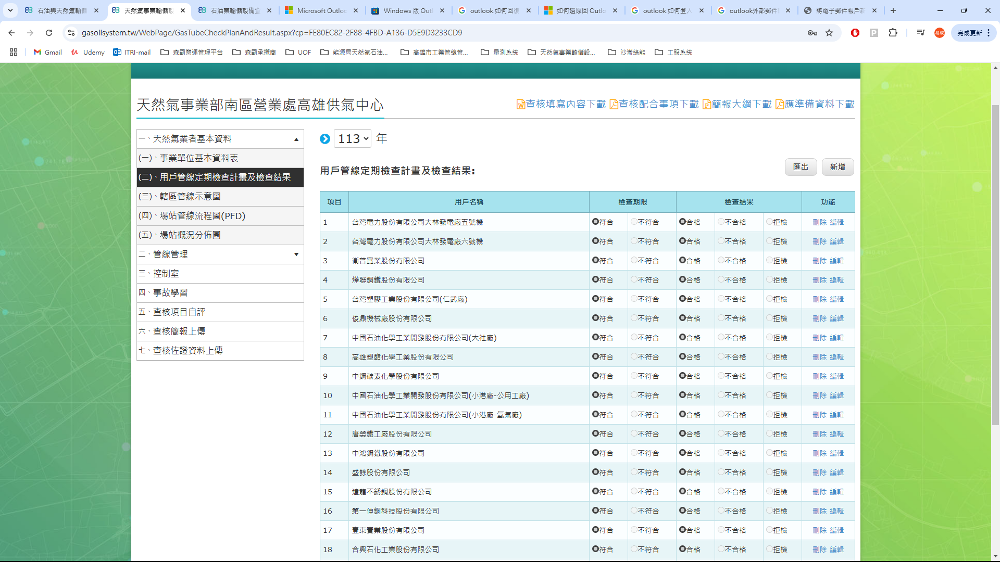 石油與天然氣輸儲
天然氣事業輸儲設
石油業輸儲設備查
Microsoft Outloo
Windows 版 Outl
outlook 如何回復
如何還原回 Outlo
outlook 如何登入
outlook外部郵件
將電子郵件帳戶新
gasoilsystem.tw/WebPage/GasTubeCheckPlanAndResult.aspx?cp=FE80EC82-2F88-4FBD-A136-D5E9D3233CD9
完成更新
Gmail Udemy ITRI-mail 森霸營運管理平台 森霸承攬商 UOF 能源局天然氣石油... 高雄市工業管線管... 量測系統 天然氣事業輸儲設... 沙崙綠能 工服系統
天然氣事業部南區營業處高雄供氣中心
查核填寫內容下載 查核配合事項下載 簡報大綱下載 應準備資料下載
一、天然氣業者基本資料 ▲
(一)、事業單位基本資料表
(二)、用戶管線定期檢查計畫及檢查結果
(三)、轄區管線示意圖
(四)、場站管線流程圖(PFD)
(五)、場站概況分佈圖
二、管線管理 ▼
三、控制室
四、事故學習
五、查核項目自評
六、查核簡報上傳
七、查核佐證資料上傳
113 年
用戶管線定期檢查計畫及檢查結果:
匯出 新增
項目 用戶名稱 檢查期限 檢查結果 功能
1 台灣電力股份有限公司大林發電廠五號機 符合 不符合 合格 不合格 拒檢 刪除 編輯
2 台灣電力股份有限公司大林發電廠六號機 符合 不符合 合格 不合格 拒檢 刪除 編輯
3 衛普實業股份有限公司 符合 不符合 合格 不合格 拒檢 刪除 編輯
4 燁聯鋼鐵股份有限公司 符合 不符合 合格 不合格 拒檢 刪除 編輯
5 台灣塑膠工業股份有限公司(仁武廠) 符合 不符合 合格 不合格 拒檢 刪除 編輯
6 俊鼎機械廠股份有限公司 符合 不符合 合格 不合格 拒檢 刪除 編輯
7 中國石油化學工業開發股份有限公司(大社廠) 符合 不符合 合格 不合格 拒檢 刪除 編輯
8 高雄塑酯化學工業股份有限公司 符合 不符合 合格 不合格 拒檢 刪除 編輯
9 中鋼碳素化學股份有限公司 符合 不符合 合格 不合格 拒檢 刪除 編輯
10 中國石油化學工業開發股份有限公司(小港廠-公用工廠) 符合 不符合 合格 不合格 拒檢 刪除 編輯
11 中國石油化學工業開發股份有限公司(小港廠-氫氣廠) 符合 不符合 合格 不合格 拒檢 刪除 編輯
12 唐榮鐵工廠股份有限公司 符合 不符合 合格 不合格 拒檢 刪除 編輯
13 中鴻鋼鐵股份有限公司 符合 不符合 合格 不合格 拒檢 刪除 編輯
14 盛餘股份有限公司 符合 不符合 合格 不合格 拒檢 刪除 編輯
15 遠龍不銹鋼股份有限公司 符合 不符合 合格 不合格 拒檢 刪除 編輯
16 第一伸銅科技股份有限公司 符合 不符合 合格 不合格 拒檢 刪除 編輯
17 壹東實業股份有限公司 符合 不符合 合格 不合格 拒檢 刪除 編輯
18 合興石化工業股份有限公司 符合 不符合 合格 不合格 拒檢 刪除 編輯